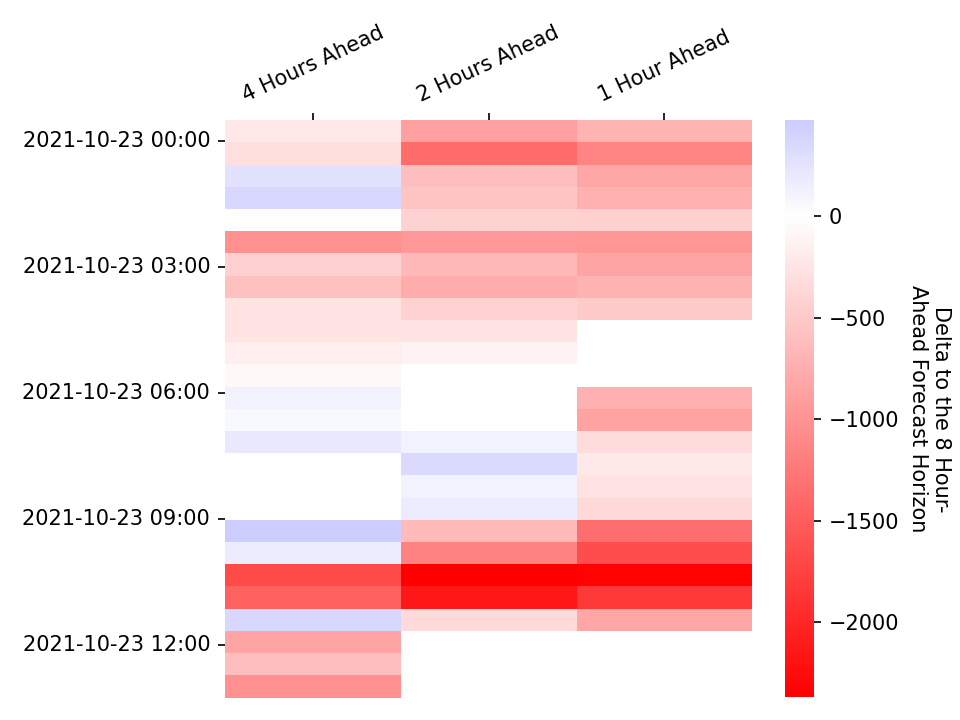 4 Hours Ahead
2 Hours Ahead
1 Hour Ahead
2021-10-23 00:00
2021-10-23 03:00
2021-10-23 06:00
2021-10-23 09:00
2021-10-23 12:00
0
−500
−1000
−1500
−2000
Delta to the 8 Hour-
Ahead Forecast Horizon